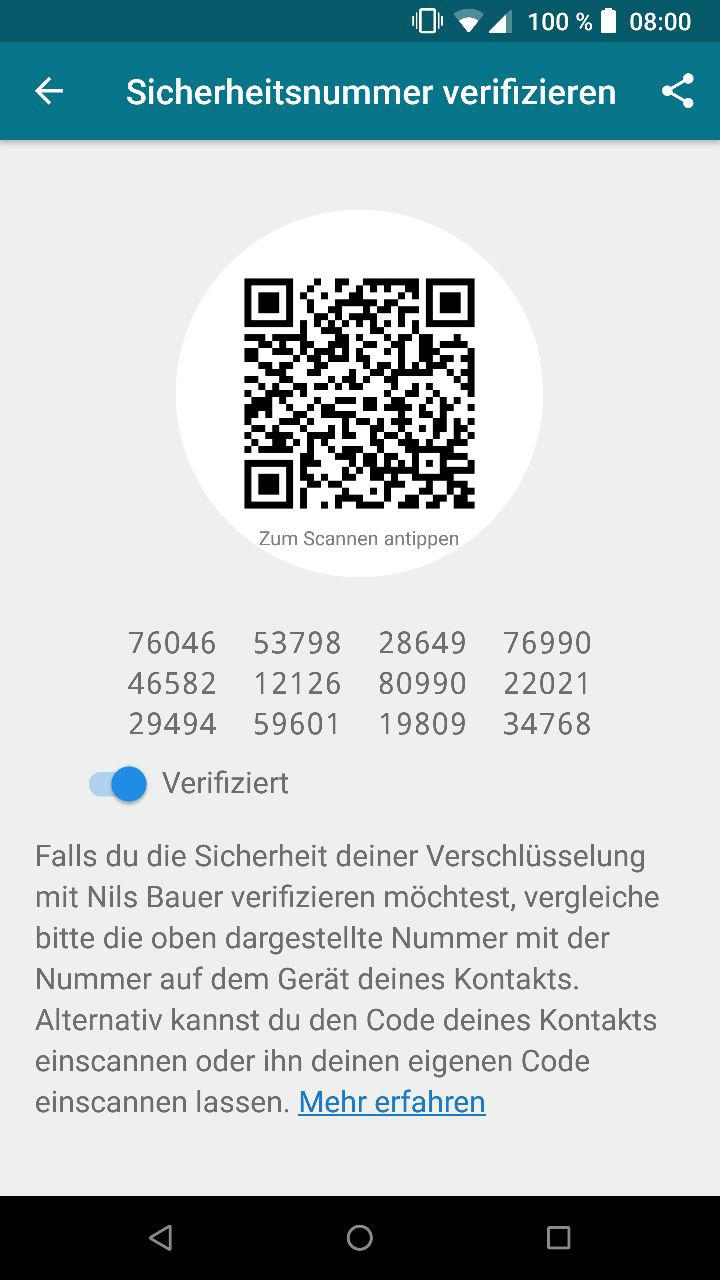 100 % 08:00
Sicherheitsnummer verifizieren
Zum Scannen antippen
76046 53798 28649 76990
46582 12126 80990 22021
29494 59601 19809 34768
Verifiziert
Falls du die Sicherheit deiner Verschlüsselung
mit Nils Bauer verifizieren möchtest, vergleiche
bitte die oben dargestellte Nummer mit der
Nummer auf dem Gerät deines Kontakts.
Alternativ kannst du den Code deines Kontakts
einscannen oder ihn deinen eigenen Code
einscannen lassen. Mehr erfahren